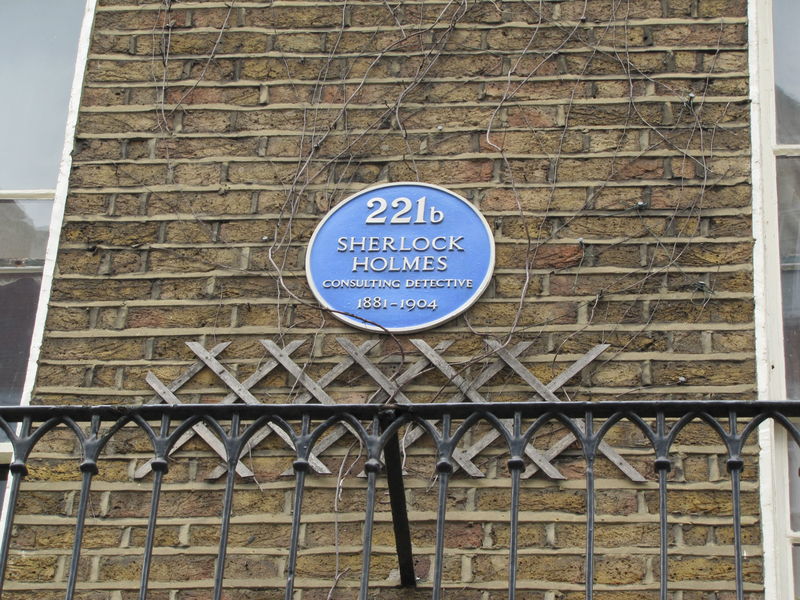 221b
SHERLOCK
HOLMES
CONSULTING DETECTIVE
1881-1904